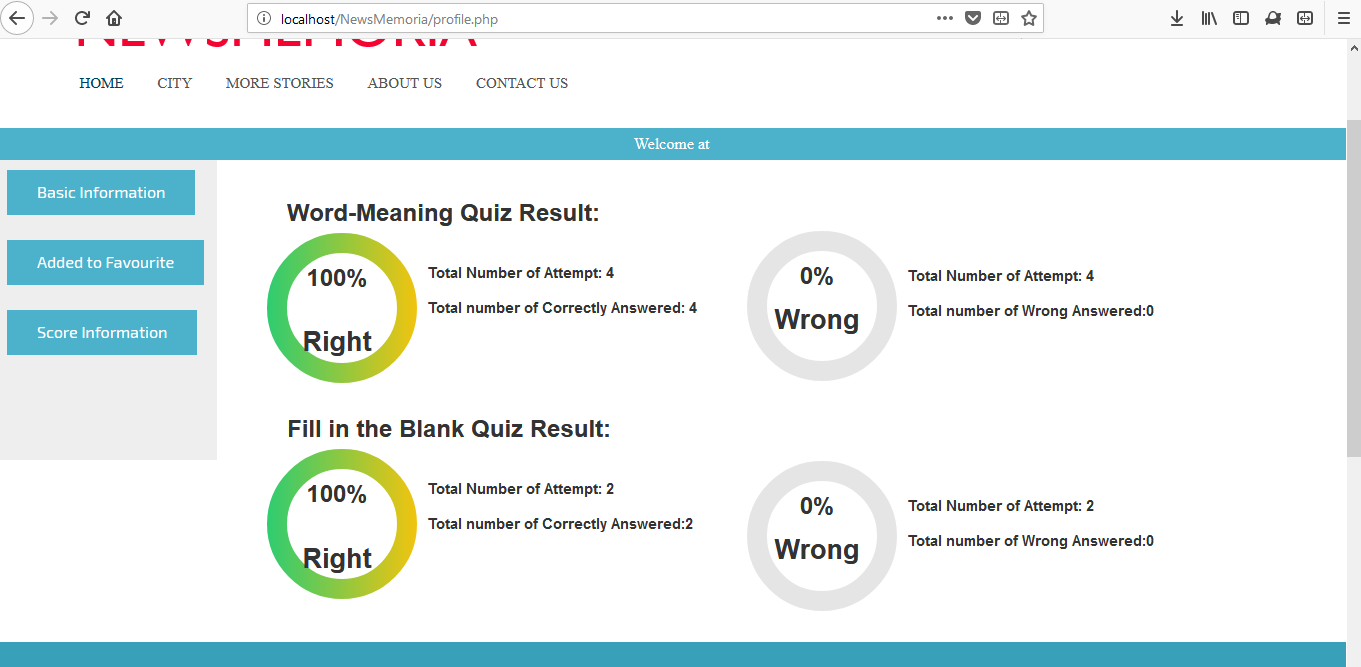 localhost/NewsMemoria/profile.php
NEWSMEMORIA
HOME CITY MORE STORIES ABOUT US CONTACT US
Welcome at
Basic Information
Added to Favourite
Score Information
Word-Meaning Quiz Result:
100%
Right
Total Number of Attempt: 4
Total number of Correctly Answered: 4
0%
Wrong
Total Number of Attempt: 4
Total number of Wrong Answered:0
Fill in the Blank Quiz Result:
100%
Right
Total Number of Attempt: 2
Total number of Correctly Answered:2
0%
Wrong
Total Number of Attempt: 2
Total number of Wrong Answered:0